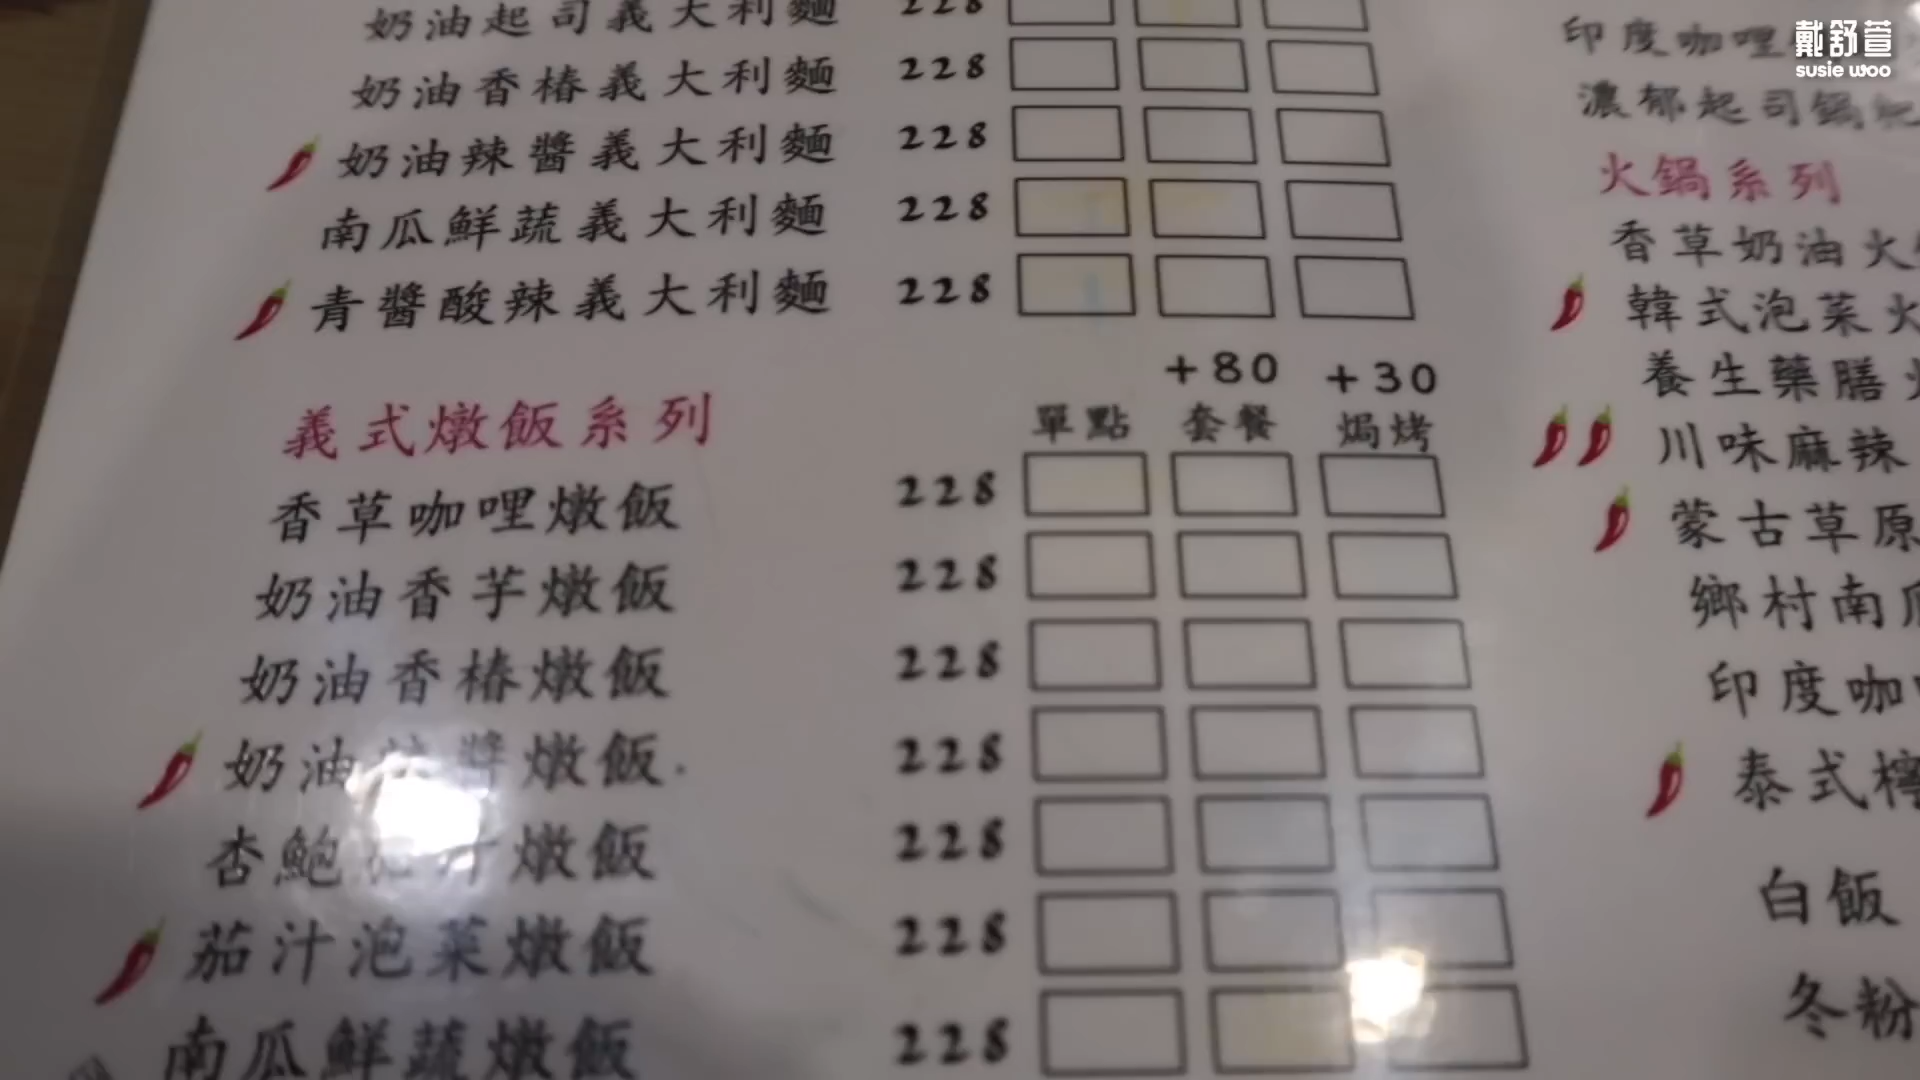 奶油起司義大利麵 228
奶油香椿義大利麵 228
奶油辣醬義大利麵 228
南瓜鮮蔬義大利麵 228
青醬酸辣義大利麵 228
+80 +30
義式燉飯系列 單點 套餐 焗烤
香草咖哩燉飯 228
奶油香芋燉飯 228
奶油香椿燉飯 228
奶油 醬燉飯 228
杏鮑 汁燉飯 228
茄汁泡菜燉飯 228
南瓜鮮蔬燉飯 228
印度咖哩
濃郁起司鍋
火鍋系列
香草奶油火
韓式泡菜火
養生藥膳
川味麻辣
蒙古草原
鄉村南
印度咖
泰式檸
白飯
冬粉
戴舒萱
susie woo